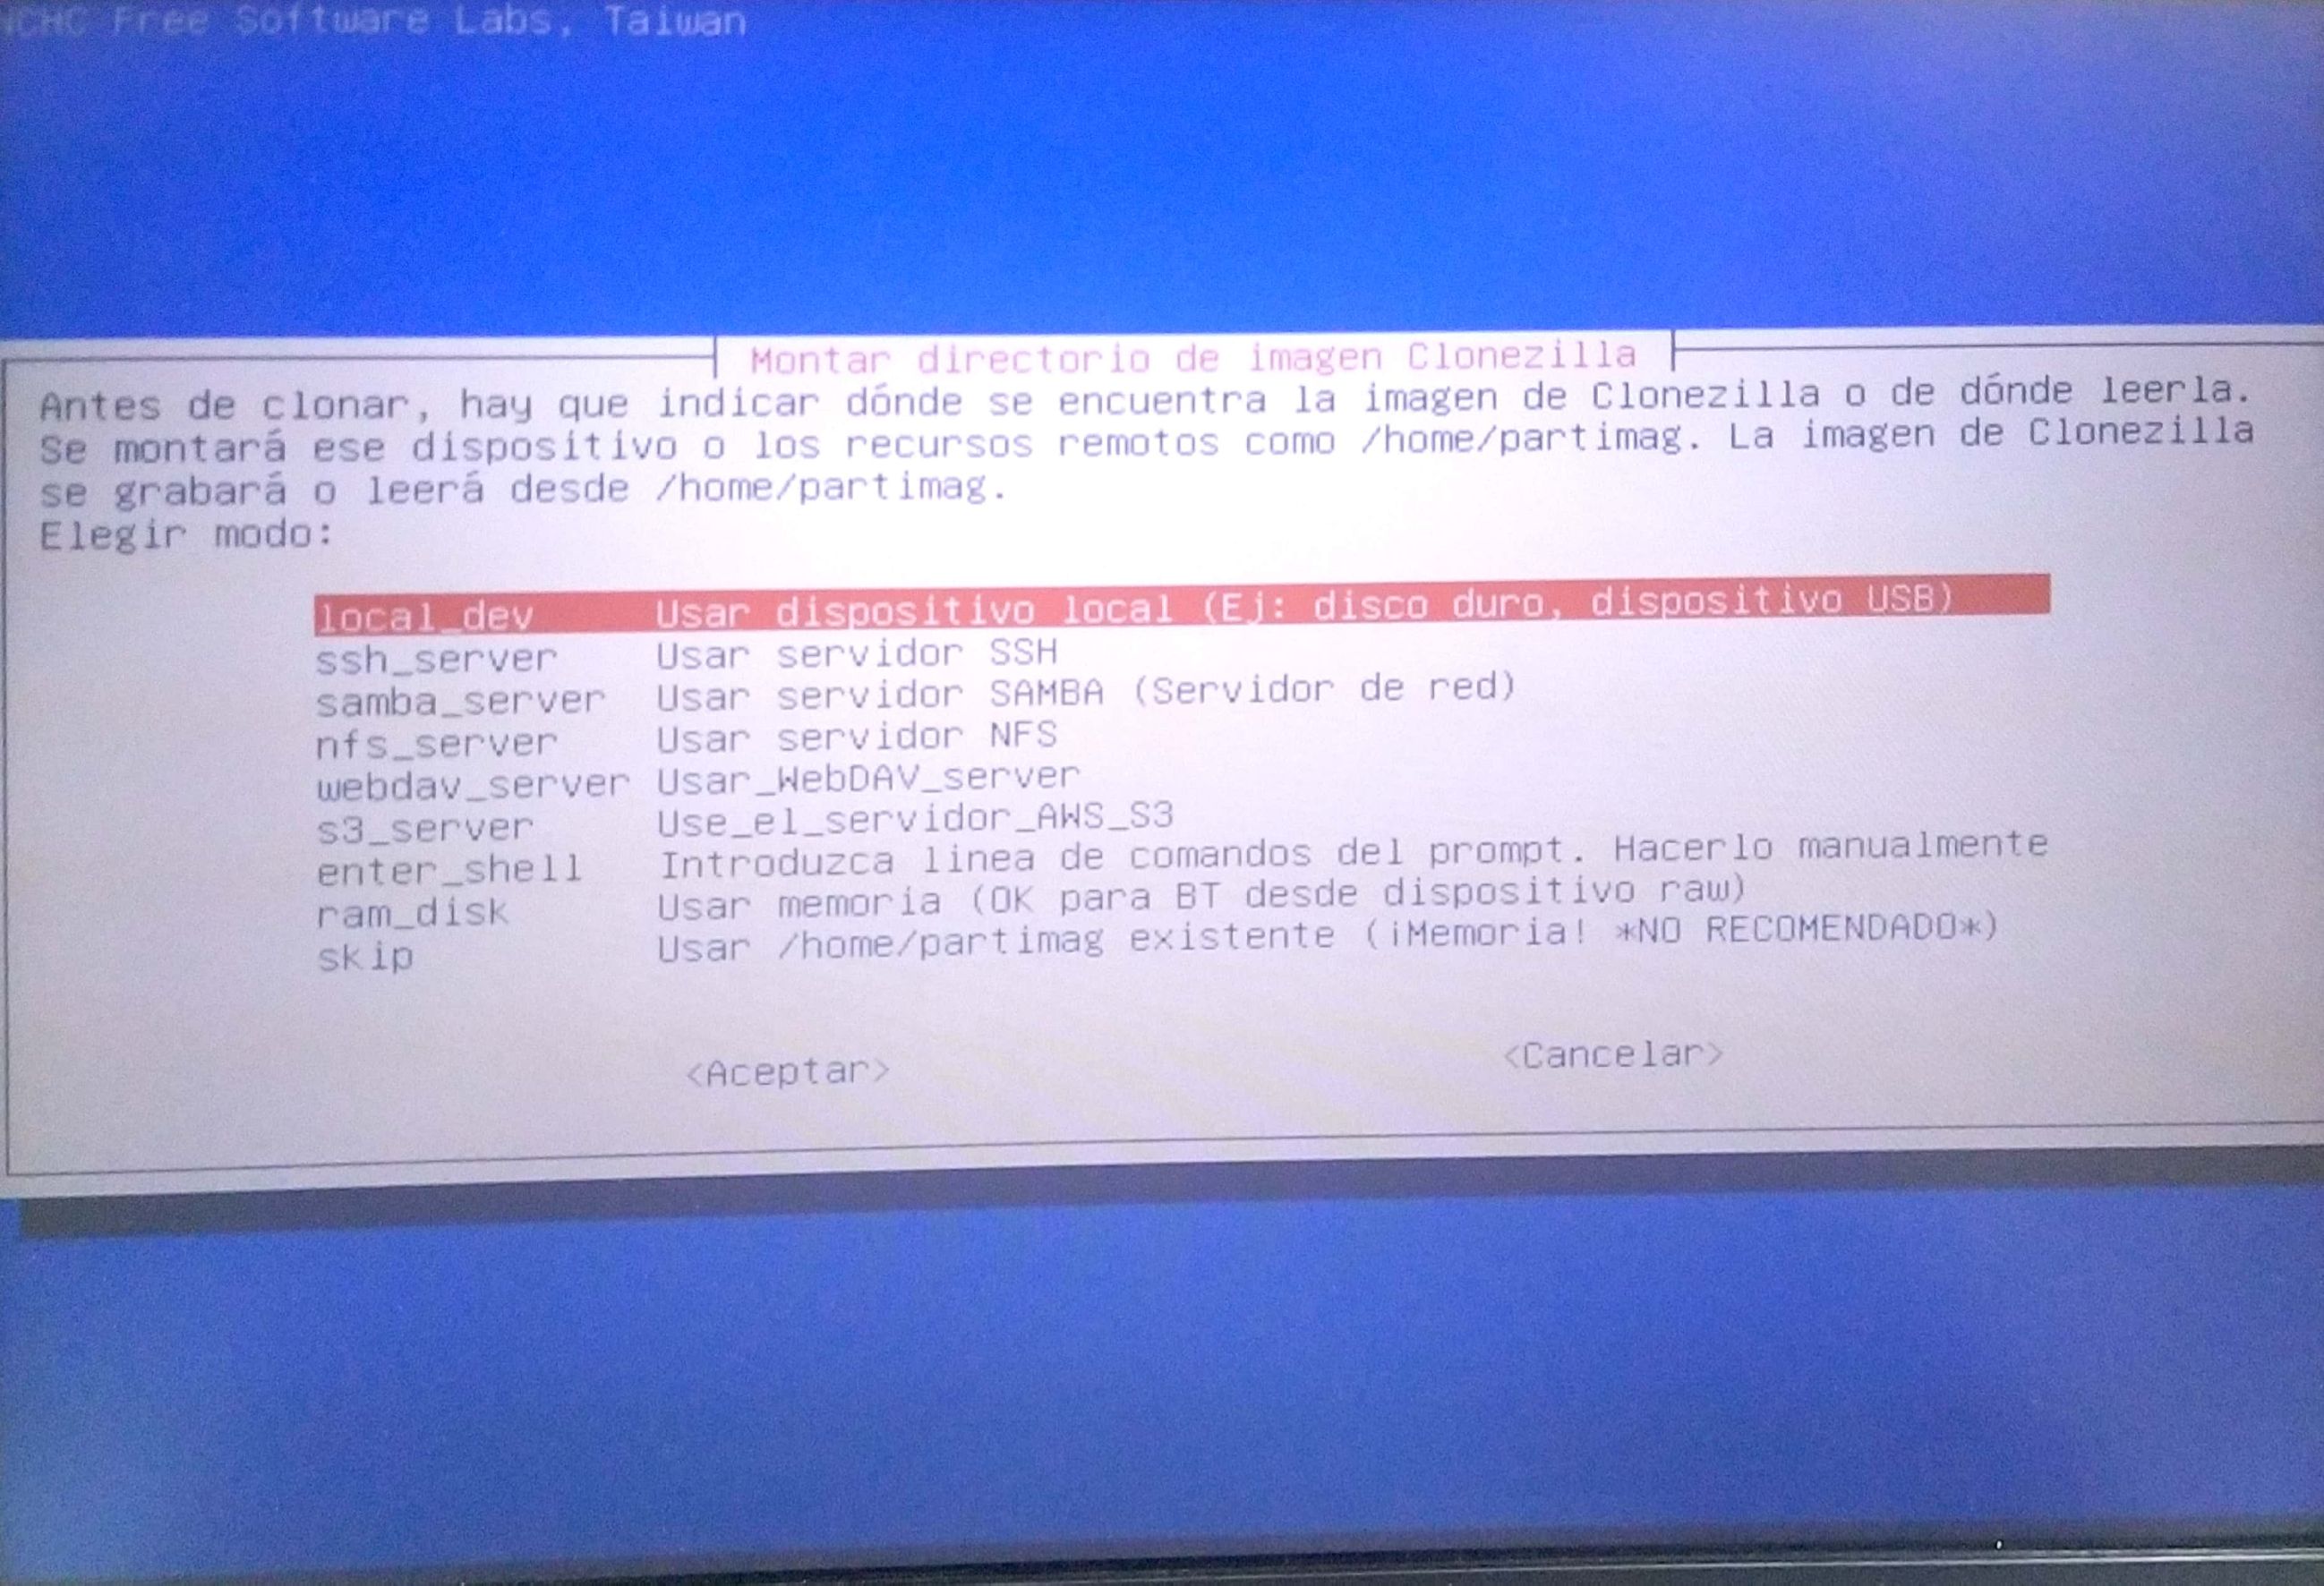 NCHC Free Software Labs, Taiwan
Montar directorio de imagen Clonezilla
Antes de clonar, hay que indicar dónde se encuentra la imagen de Clonezilla o de dónde leerla.
Se montará ese dispositivo o los recursos remotos como /home/partimag. La imagen de Clonezilla
se grabará o leerá desde /home/partimag.
Elegir modo:
local_dev Usar dispositivo local (Ej: disco duro, dispositivo USB)
ssh_server Usar servidor SSH
samba_server Usar servidor SAMBA (Servidor de red)
nfs_server Usar servidor NFS
webdav_server Usar_WebDAV_server
s3_server Use_el_servidor_AWS_S3
enter_shell Introduzca linea de comandos del prompt. Hacerlo manualmente
ram_disk Usar memoria (OK para BT desde dispositivo raw)
skip Usar /home/partimag existente (¡Memoria! *NO RECOMENDADO*)
<Aceptar> <Cancelar>